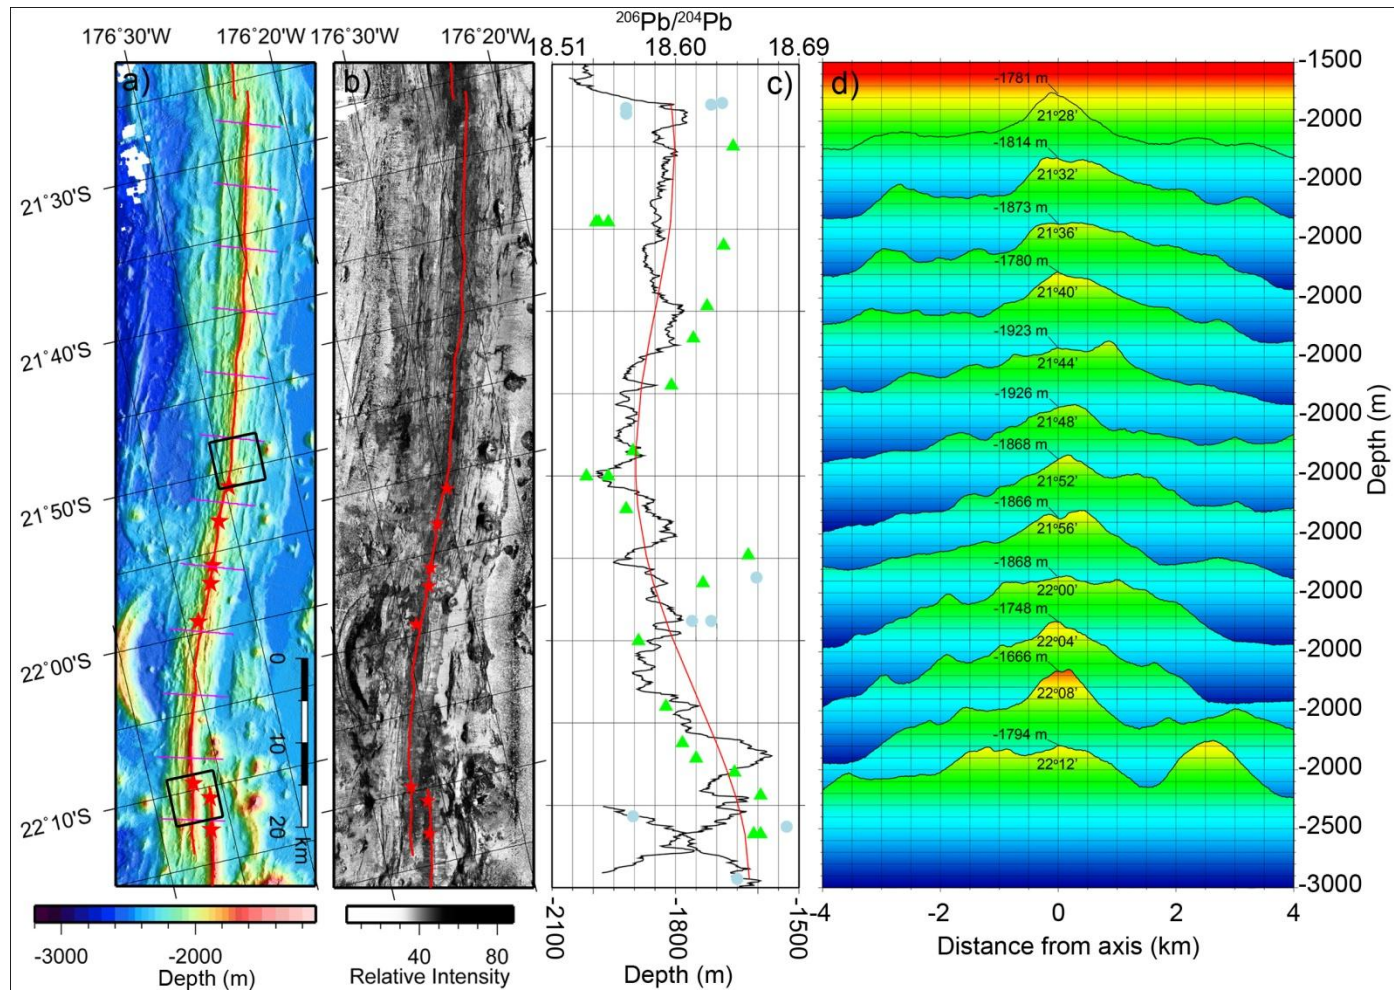 206Pb/204Pb
176˚30'W 176˚20'W 176˚30'W 176˚20'W 18.51 18.60 18.69
a) b) c) d)
21˚30'S
21˚40'S
21˚50'S
22˚00'S
22˚10'S
0
10
20
km
-3000 -2000
Depth (m)
40 80
Relative Intensity
-2100 -1800 -1500
Depth (m)
-1781 m
21°28'
-1814 m
21°32'
-1873 m
21°36'
-1780 m
21°40'
-1923 m
21°44'
-1926 m
21°48'
-1868 m
21°52'
-1866 m
21°56'
-1868 m
22°00'
-1748 m
22°04'
-1666 m
22°08'
-1794 m
22°12'
-1500
-2000
-2000
-2000
-2000
-2000
-2000
-2000
-2000
-2000
-2000
-2000
-2000
-2500
-3000
Depth (m)
-4 -2 0 2 4
Distance from axis (km)